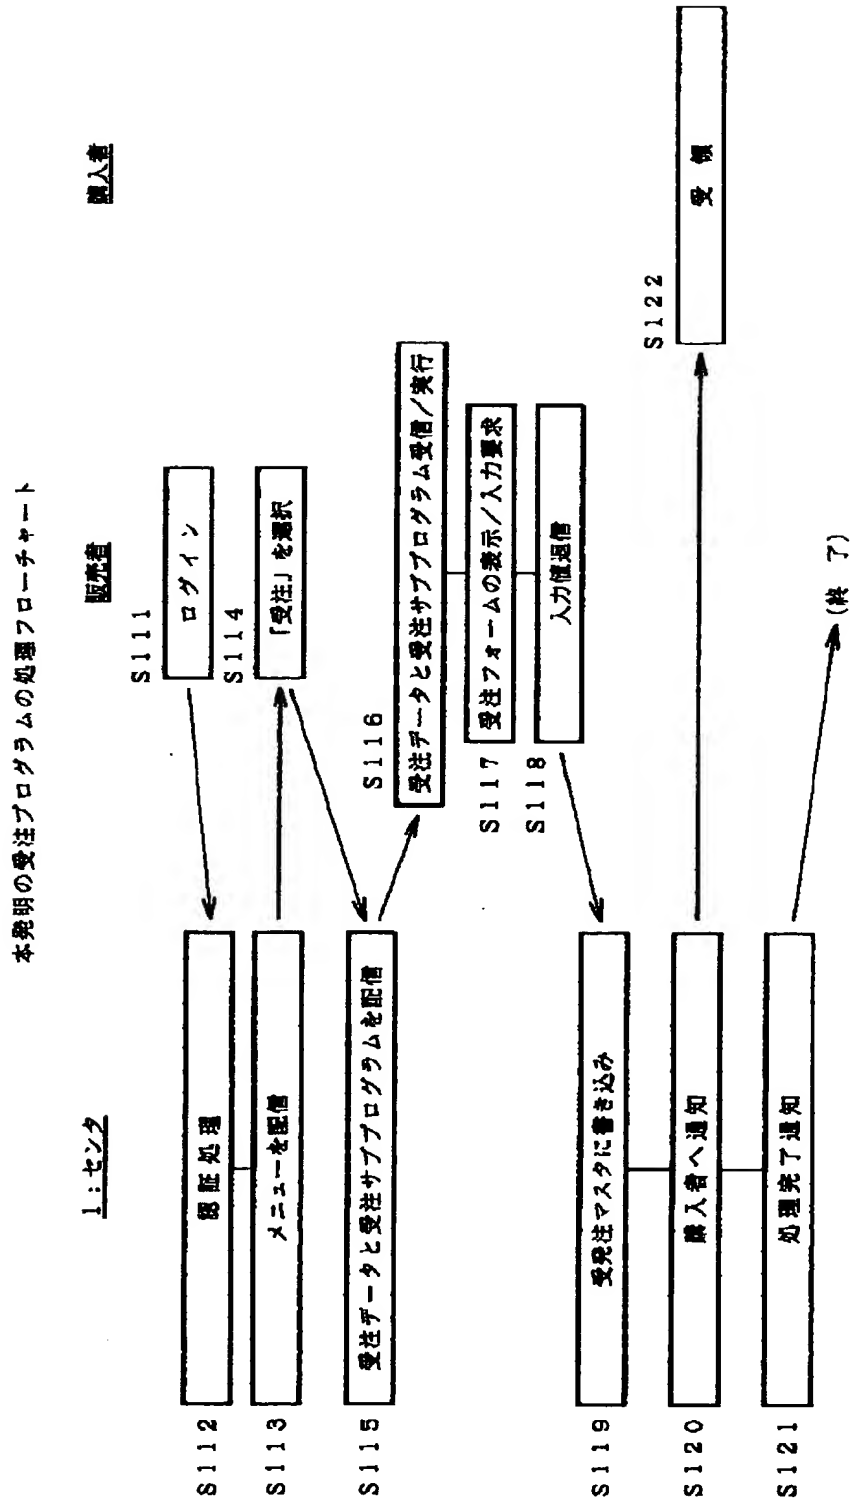 本発明の受注プログラムの処理フローチャート
1:センタ
販売者
購入者
S111
ログイン
S112
認証処理
S113
メニューを配信
S114
「受注」を選択
S115
受注データと受注サブプログラムを配信
S116
受注データと受注サブプログラム受信/実行
S117
受注フォームの表示/入力要求
S118
入力値返信
S119
受発注マスタに書き込み
S120
購入者へ通知
S122
受 領
S121
処理完了通知
(終 了)